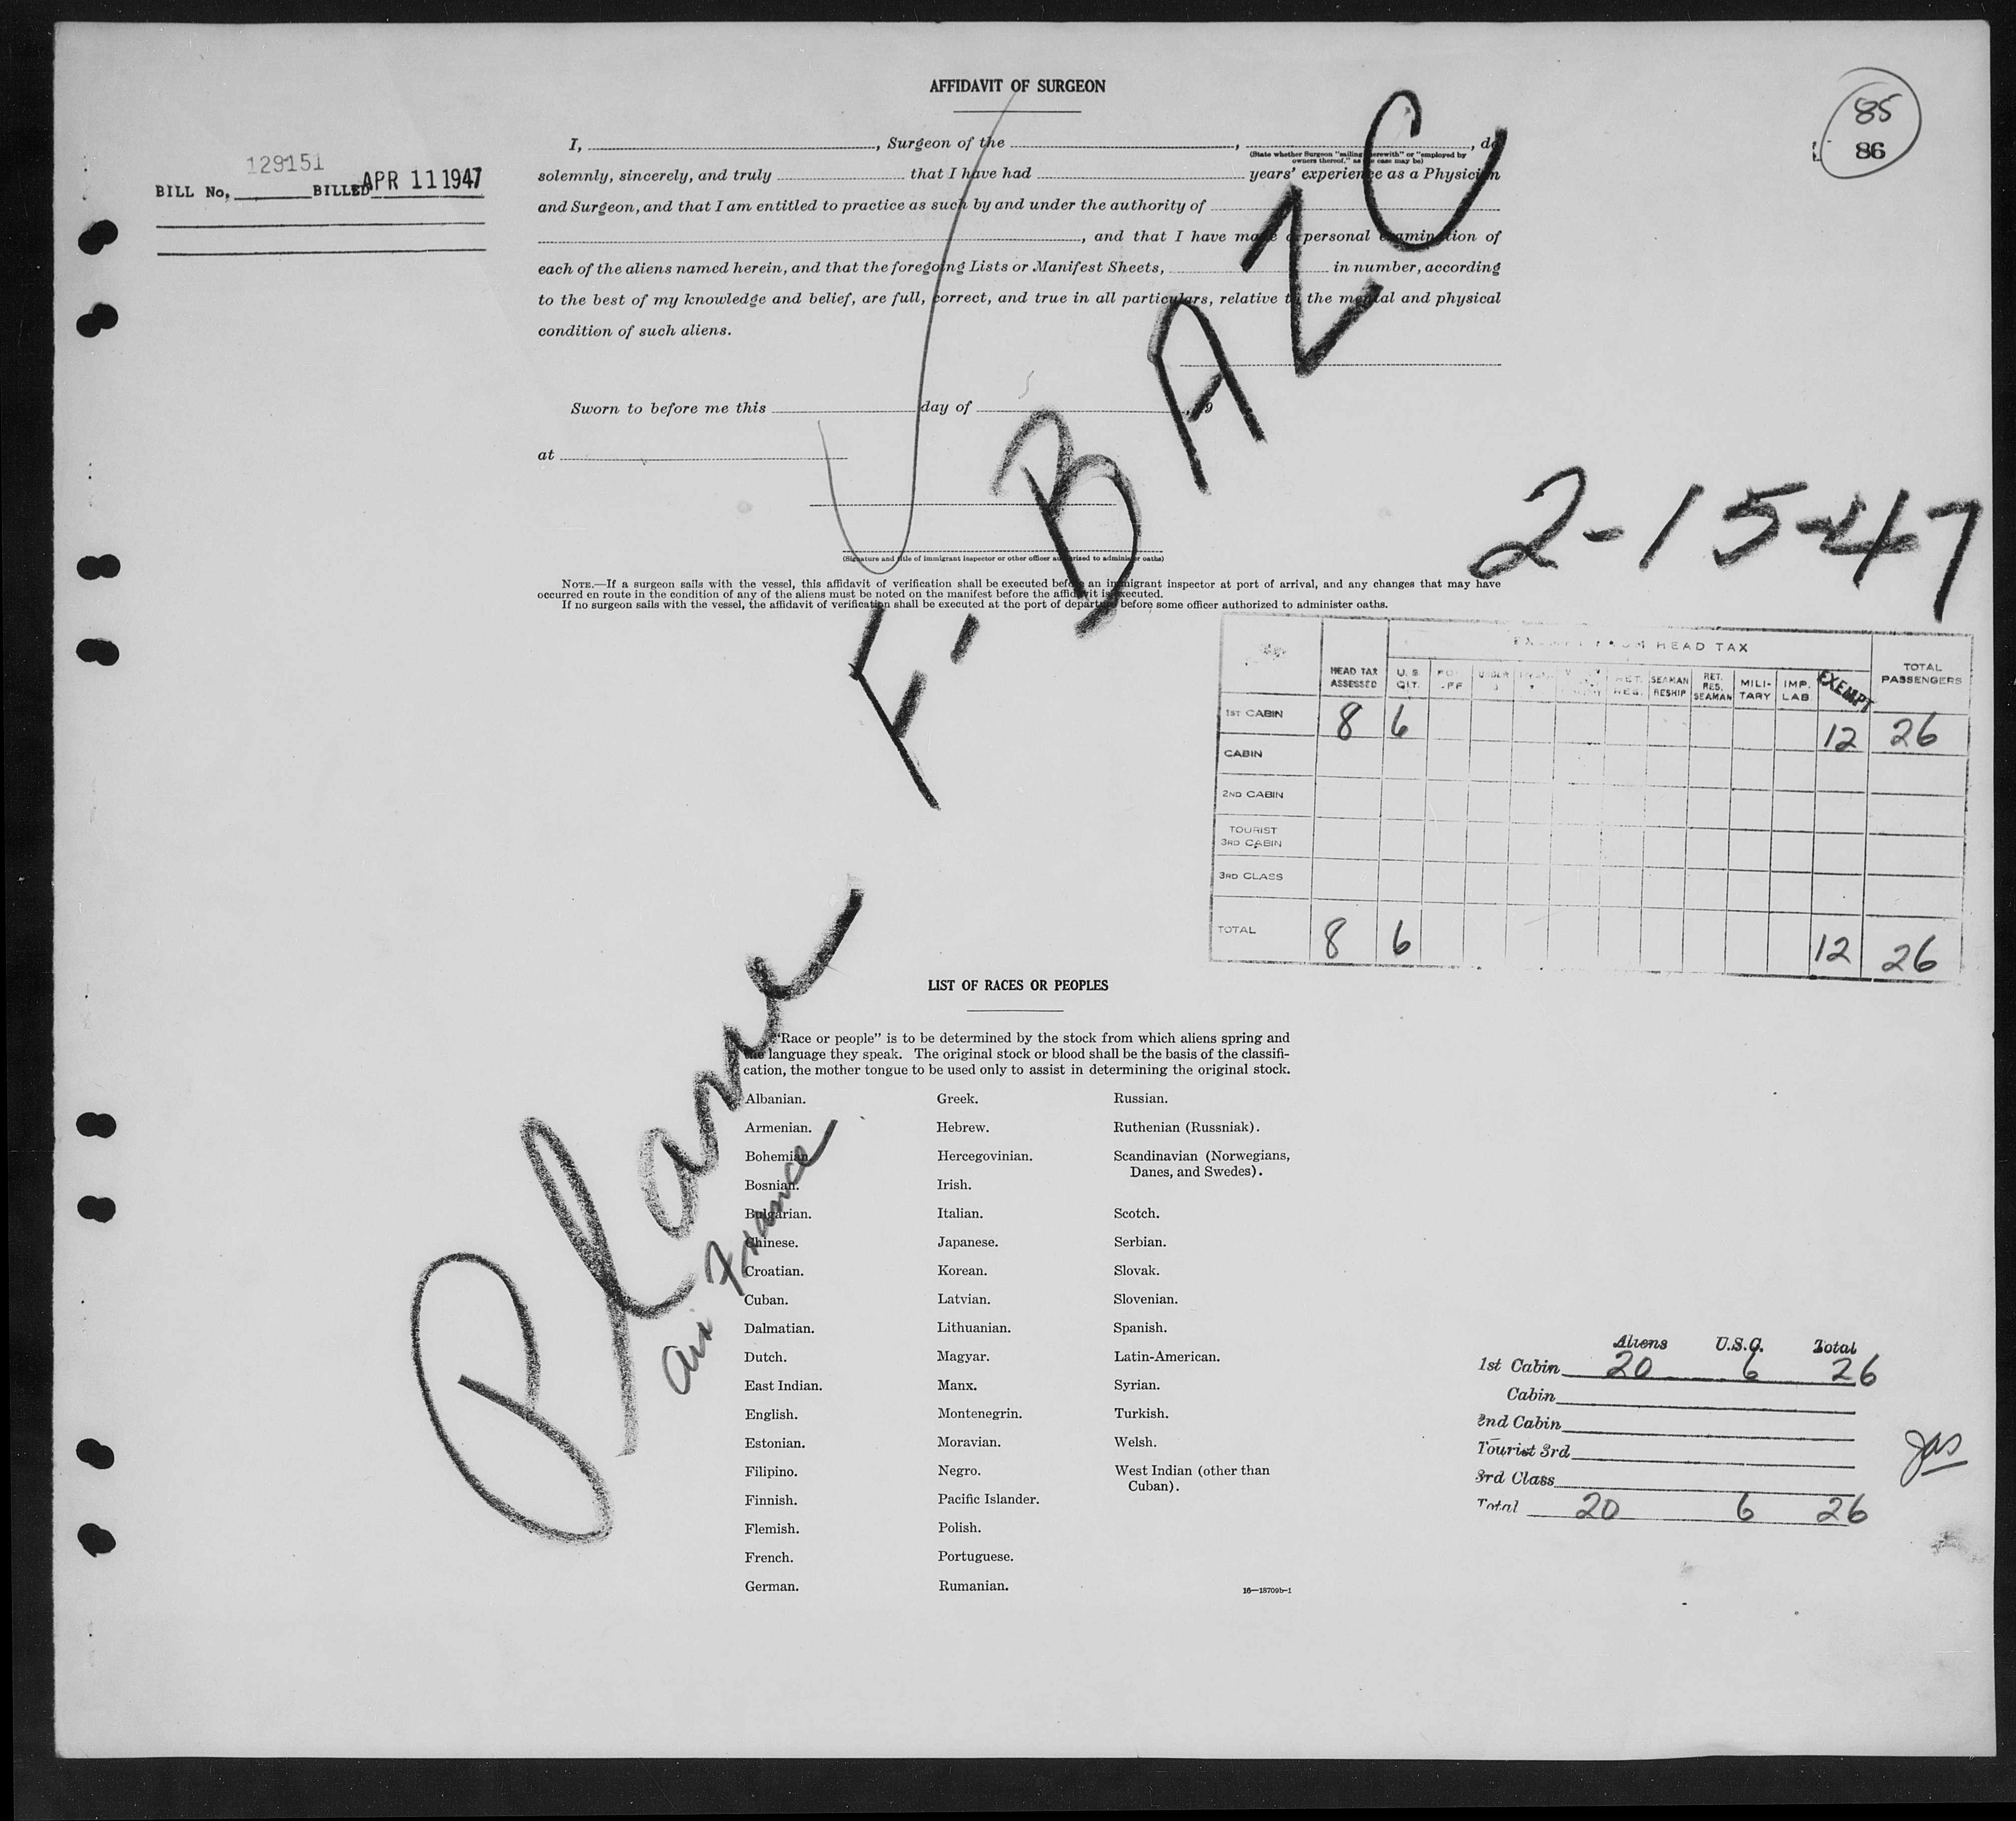 AFFIDAVIT OF SURGEON
85
86
I, , Surgeon of the , , do
(State whether Surgeon "sailing therewith" or "employed by
owners thereof," as the case may be)
BILL No. 129151 BILLED APR 11 1947
solemnly, sincerely, and truly that I have had years' experience as a Physician
and Surgeon, and that I am entitled to practice as such by and under the authority of
, and that I have made a personal examination of
each of the aliens named herein, and that the foregoing Lists or Manifest Sheets, in number, according
to the best of my knowledge and belief, are full, correct, and true in all particulars, relative to the mental and physical
condition of such aliens.
Sworn to before me this day of , 19
at
(Signature and title of immigrant inspector or other officer authorized to administer oaths)
F-BAZC
2-15-47
NOTE.—If a surgeon sails with the vessel, this affidavit of verification shall be executed before an immigrant inspector at port of arrival, and any changes that may have
occurred en route in the condition of any of the aliens must be noted on the manifest before the affidavit is executed.
If no surgeon sails with the vessel, the affidavit of verification shall be executed at the port of departure before some officer authorized to administer oaths.
EXEMPT FROM HEAD TAX
HEAD TAX ASSESSED U.S. CIT. RET. RES. SEAMAN RESHIP RET. RES. SEAMAN MILI-TARY IMP. LAB. EXEMPT TOTAL PASSENGERS
1ST CABIN 8 6 12 26
CABIN
2ND CABIN
TOURIST
3RD CABIN
3RD CLASS
TOTAL 8 6 12 26
Plane
Air France
LIST OF RACES OR PEOPLES
"Race or people" is to be determined by the stock from which aliens spring and
the language they speak. The original stock or blood shall be the basis of the classifi-
cation, the mother tongue to be used only to assist in determining the original stock.
Albanian. Greek. Russian.
Armenian. Hebrew. Ruthenian (Russniak).
Bohemian. Hercegovinian. Scandinavian (Norwegians,
Danes, and Swedes).
Bosnian. Irish.
Bulgarian. Italian. Scotch.
Chinese. Japanese. Serbian.
Croatian. Korean. Slovak.
Cuban. Latvian. Slovenian.
Dalmatian. Lithuanian. Spanish.
Dutch. Magyar. Latin-American.
East Indian. Manx. Syrian.
English. Montenegrin. Turkish.
Estonian. Moravian. Welsh.
Filipino. Negro. West Indian (other than
Cuban).
Finnish. Pacific Islander.
Flemish. Polish.
French. Portuguese.
German. Rumanian.
16—18709b-1
Aliens U.S.C. Total
1st Cabin 20 6 26
Cabin
2nd Cabin
Tourist 3rd
3rd Class
Total 20 6 26